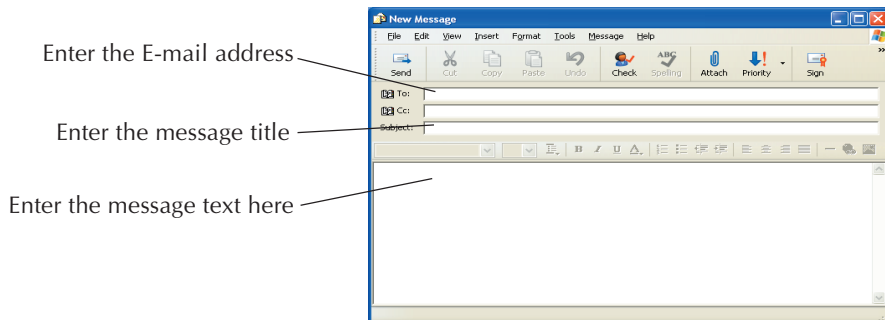 New Message
File Edit View Insert Format Tools Message Help
Send Cut Copy Paste Undo Check ABC Spelling Attach Priority Sign
Enter the E-mail address
To:
Cc:
Enter the message title
Subject:
B I U A
Enter the message text here